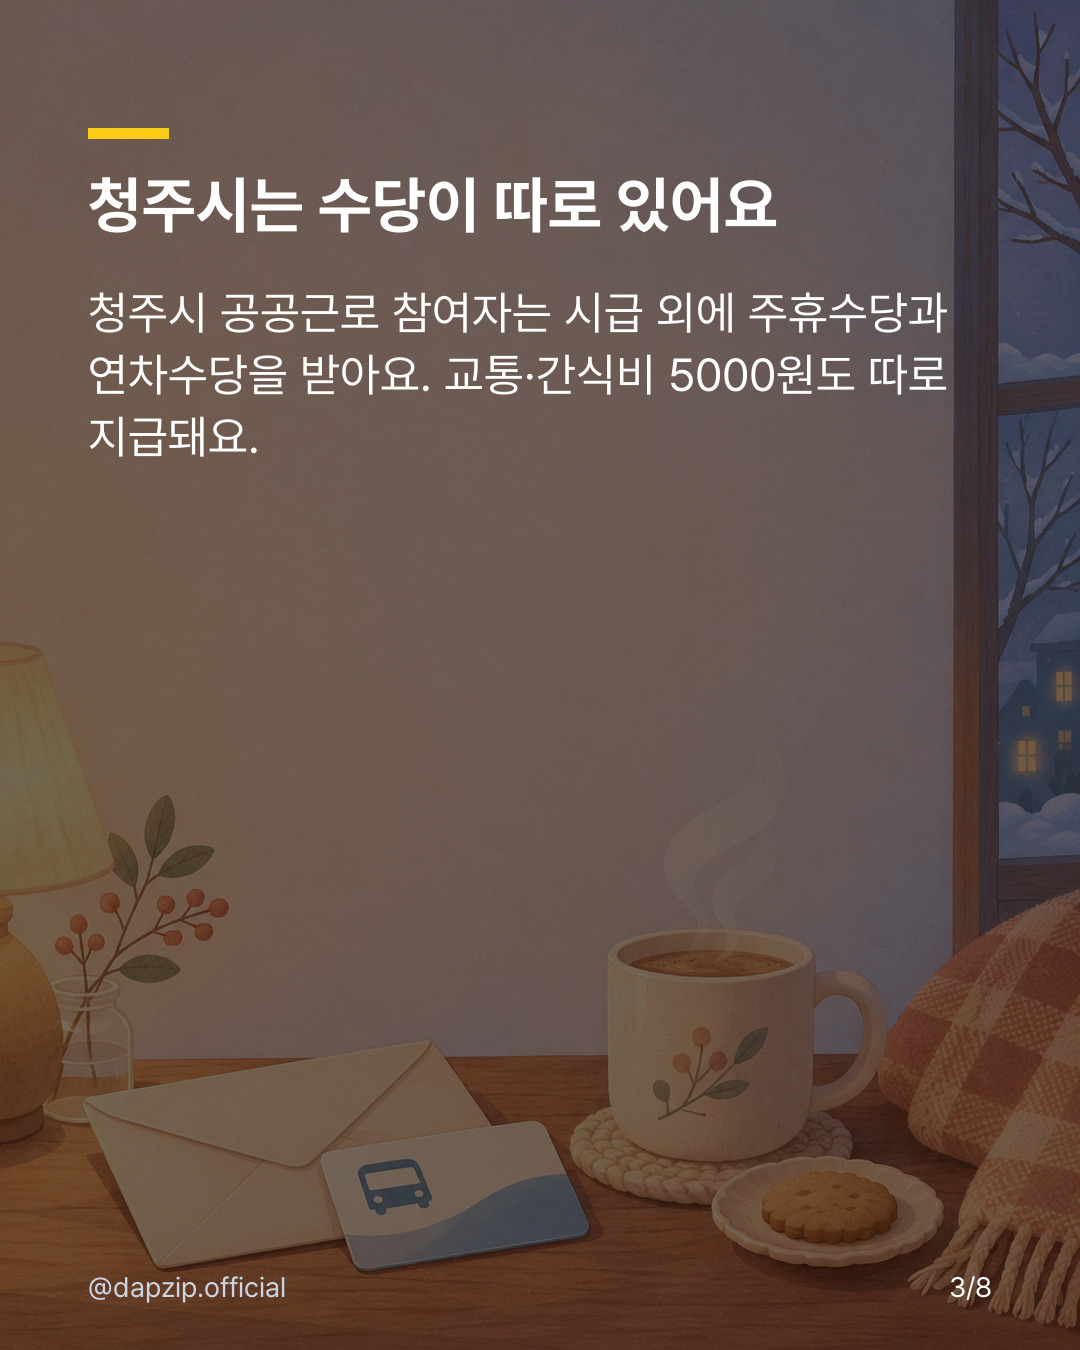 청주시는 수당이 따로 있어요
청주시 공공근로 참여자는 시급 외에 주휴수당과
연차수당을 받아요. 교통·간식비 5000원도 따로
지급돼요.
@dapzip.official
3/8